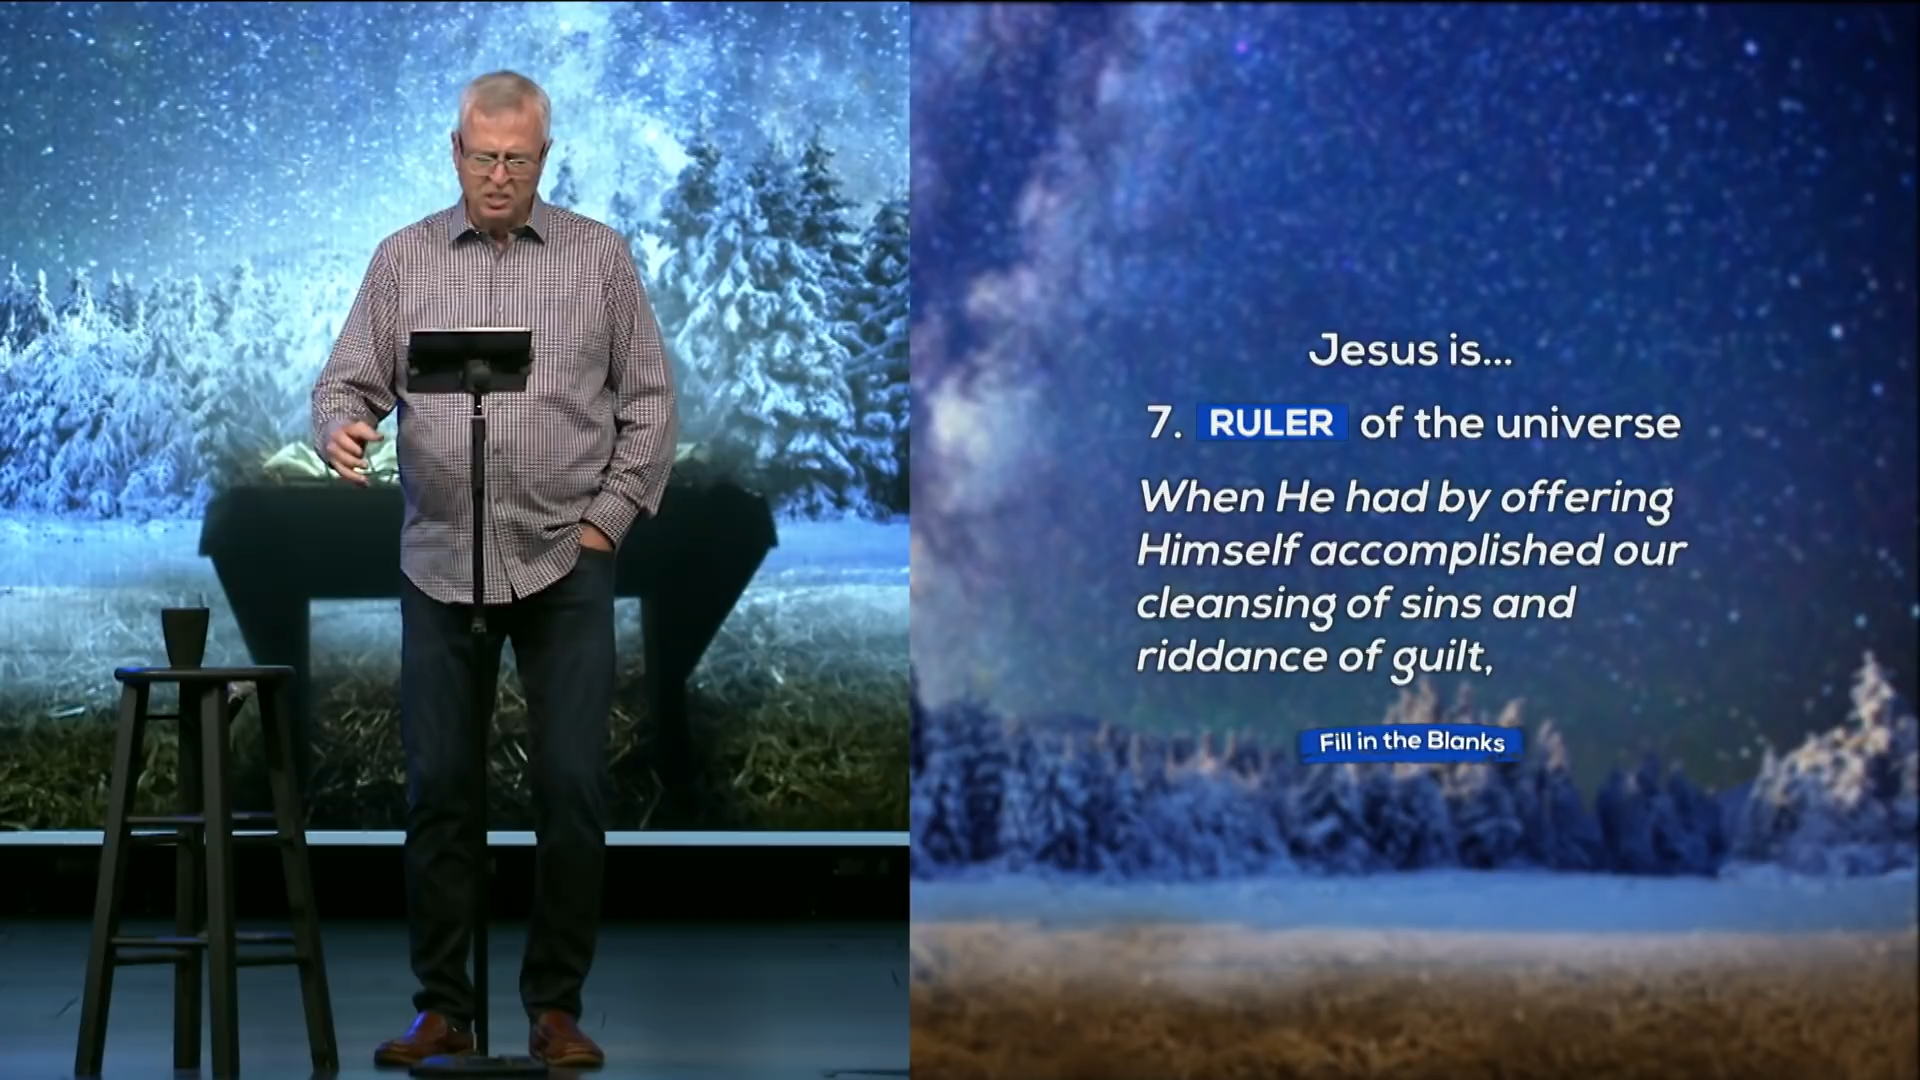 Jesus is...
7. RULER of the universe
When He had by offering
Himself accomplished our
cleansing of sins and
riddance of guilt,
Fill in the Blanks